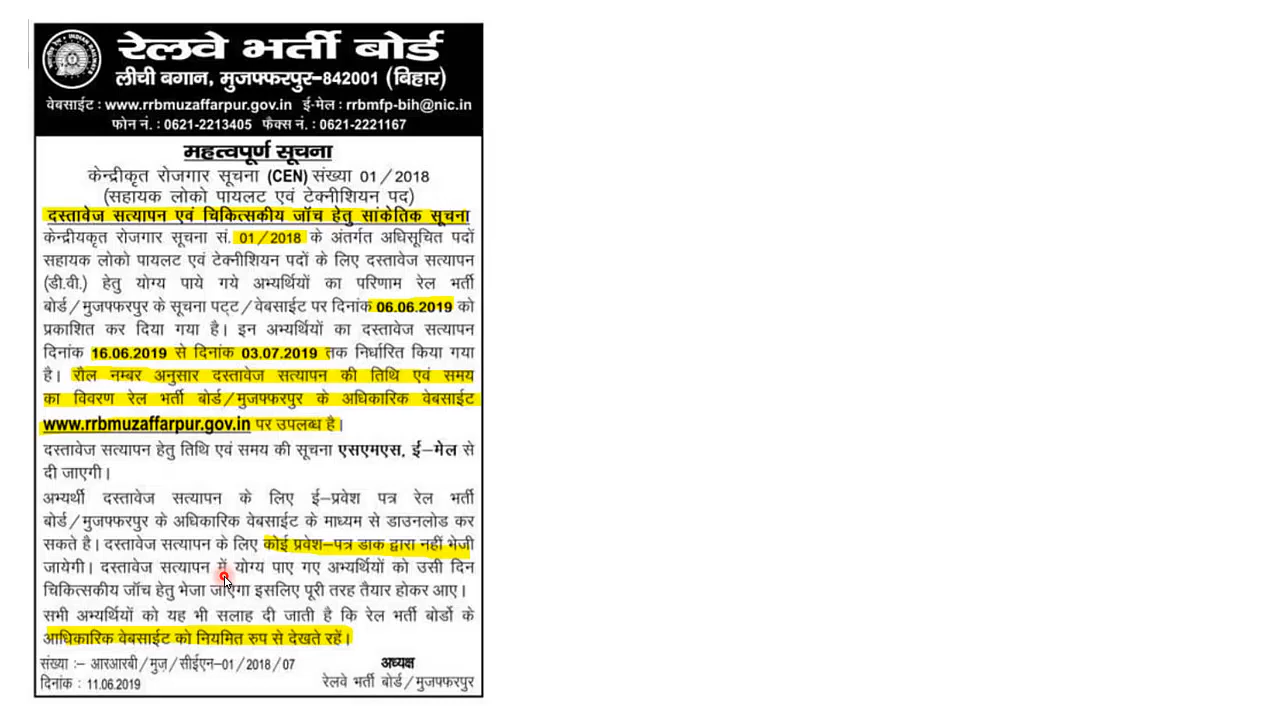 रेलवे भर्ती बोर्ड
लीची बगान, मुजफ्फरपुर–842001 (बिहार)
वेबसाईट : www.rrbmuzaffarpur.gov.in ई-मेल : rrbmfp-bih@nic.in
फोन नं. : 0621-2213405 फैक्स नं. : 0621-2221167
महत्वपूर्ण सूचना
केन्द्रीकृत रोजगार सूचना (CEN) संख्या 01/2018
(सहायक लोको पायलट एवं टेक्नीशियन पद)
दस्तावेज सत्यापन एवं चिकित्सकीय जॉच हेतु सांकेतिक सूचना
केन्द्रीयकृत रोजगार सूचना सं. 01/2018 के अंतर्गत अधिसूचित पदों
सहायक लोको पायलट एवं टेक्नीशियन पदों के लिए दस्तावेज सत्यापन
(डी.वी.) हेतु योग्य पाये गये अभ्यर्थियों का परिणाम रेल भर्ती
बोर्ड/मुजफ्फरपुर के सूचना पट्ट/वेबसाईट पर दिनांक 06.06.2019 को
प्रकाशित कर दिया गया है। इन अभ्यर्थियों का दस्तावेज सत्यापन
दिनांक 16.06.2019 से दिनांक 03.07.2019 तक निर्धारित किया गया
है। रौल नम्बर अनुसार दस्तावेज सत्यापन की तिथि एवं समय
का विवरण रेल भर्ती बोर्ड/मुजफ्फरपुर के अधिकारिक वेबसाईट
www.rrbmuzaffarpur.gov.in पर उपलब्ध है।
दस्तावेज सत्यापन हेतु तिथि एवं समय की सूचना एसएमएस, ई–मेल से
दी जाएगी।
अभ्यर्थी दस्तावेज सत्यापन के लिए ई–प्रवेश पत्र रेल भर्ती
बोर्ड/मुजफ्फरपुर के अधिकारिक वेबसाईट के माध्यम से डाउनलोड कर
सकते है। दस्तावेज सत्यापन के लिए कोई प्रवेश–पत्र डाक द्वारा नहीं भेजी
जायेगी। दस्तावेज सत्यापन में योग्य पाए गए अभ्यर्थियों को उसी दिन
चिकित्सकीय जॉच हेतु भेजा जाएगा इसलिए पूरी तरह तैयार होकर आए।
सभी अभ्यर्थियों को यह भी सलाह दी जाती है कि रेल भर्ती बोर्डो के
आधिकारिक वेबसाईट को नियमित रुप से देखते रहें।
संख्या :– आरआरबी/मुज़/सीईएन–01/2018/07
अध्यक्ष
दिनांक : 11.06.2019
रेलवे भर्ती बोर्ड/मुजफ्फरपुर